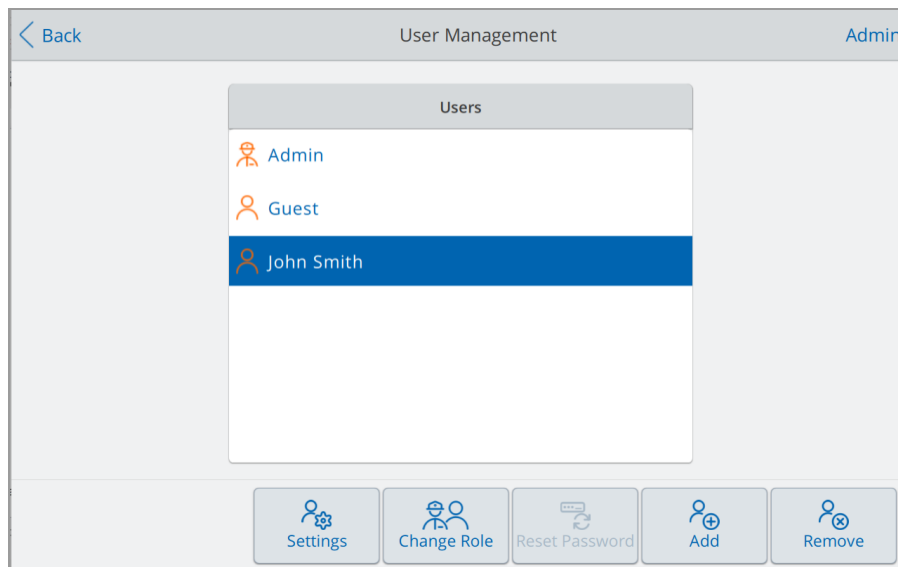 Back
User Management
Admin
Users
Admin
Guest
John Smith
Settings
Change Role
Reset Password
Add
Remove